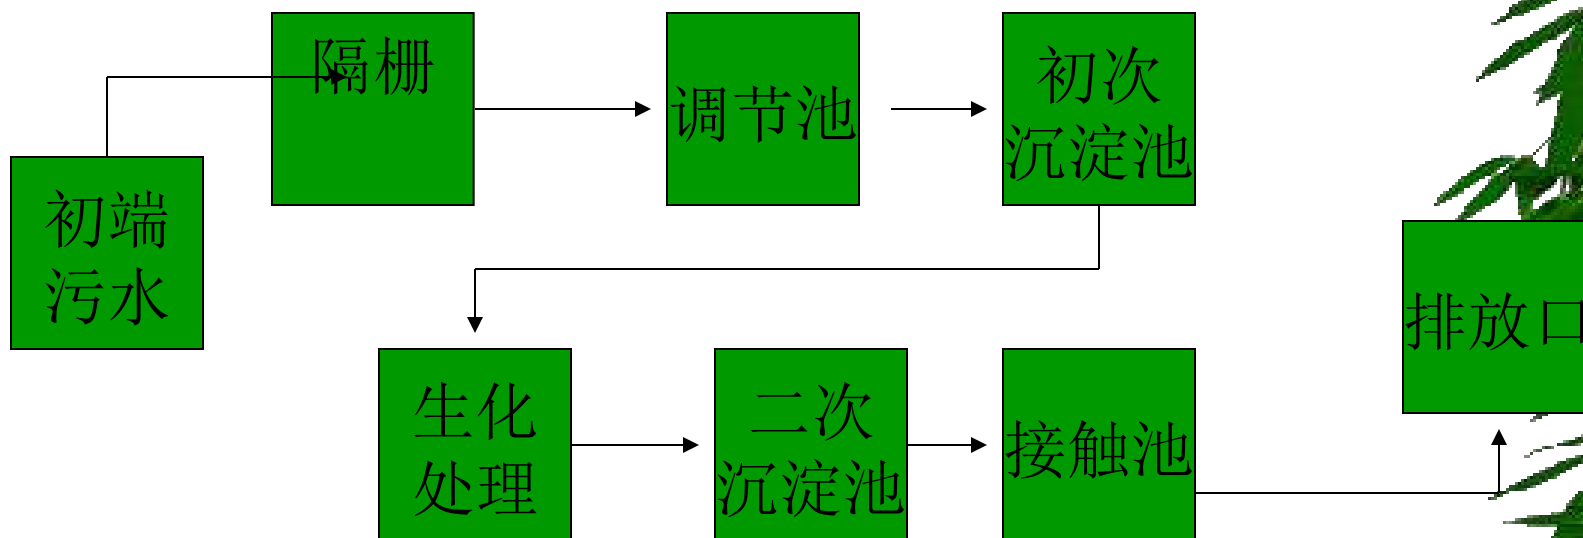 初端
污水
隔栅
调节池
初次
沉淀池
生化
处理
二次
沉淀池
接触池
排放口